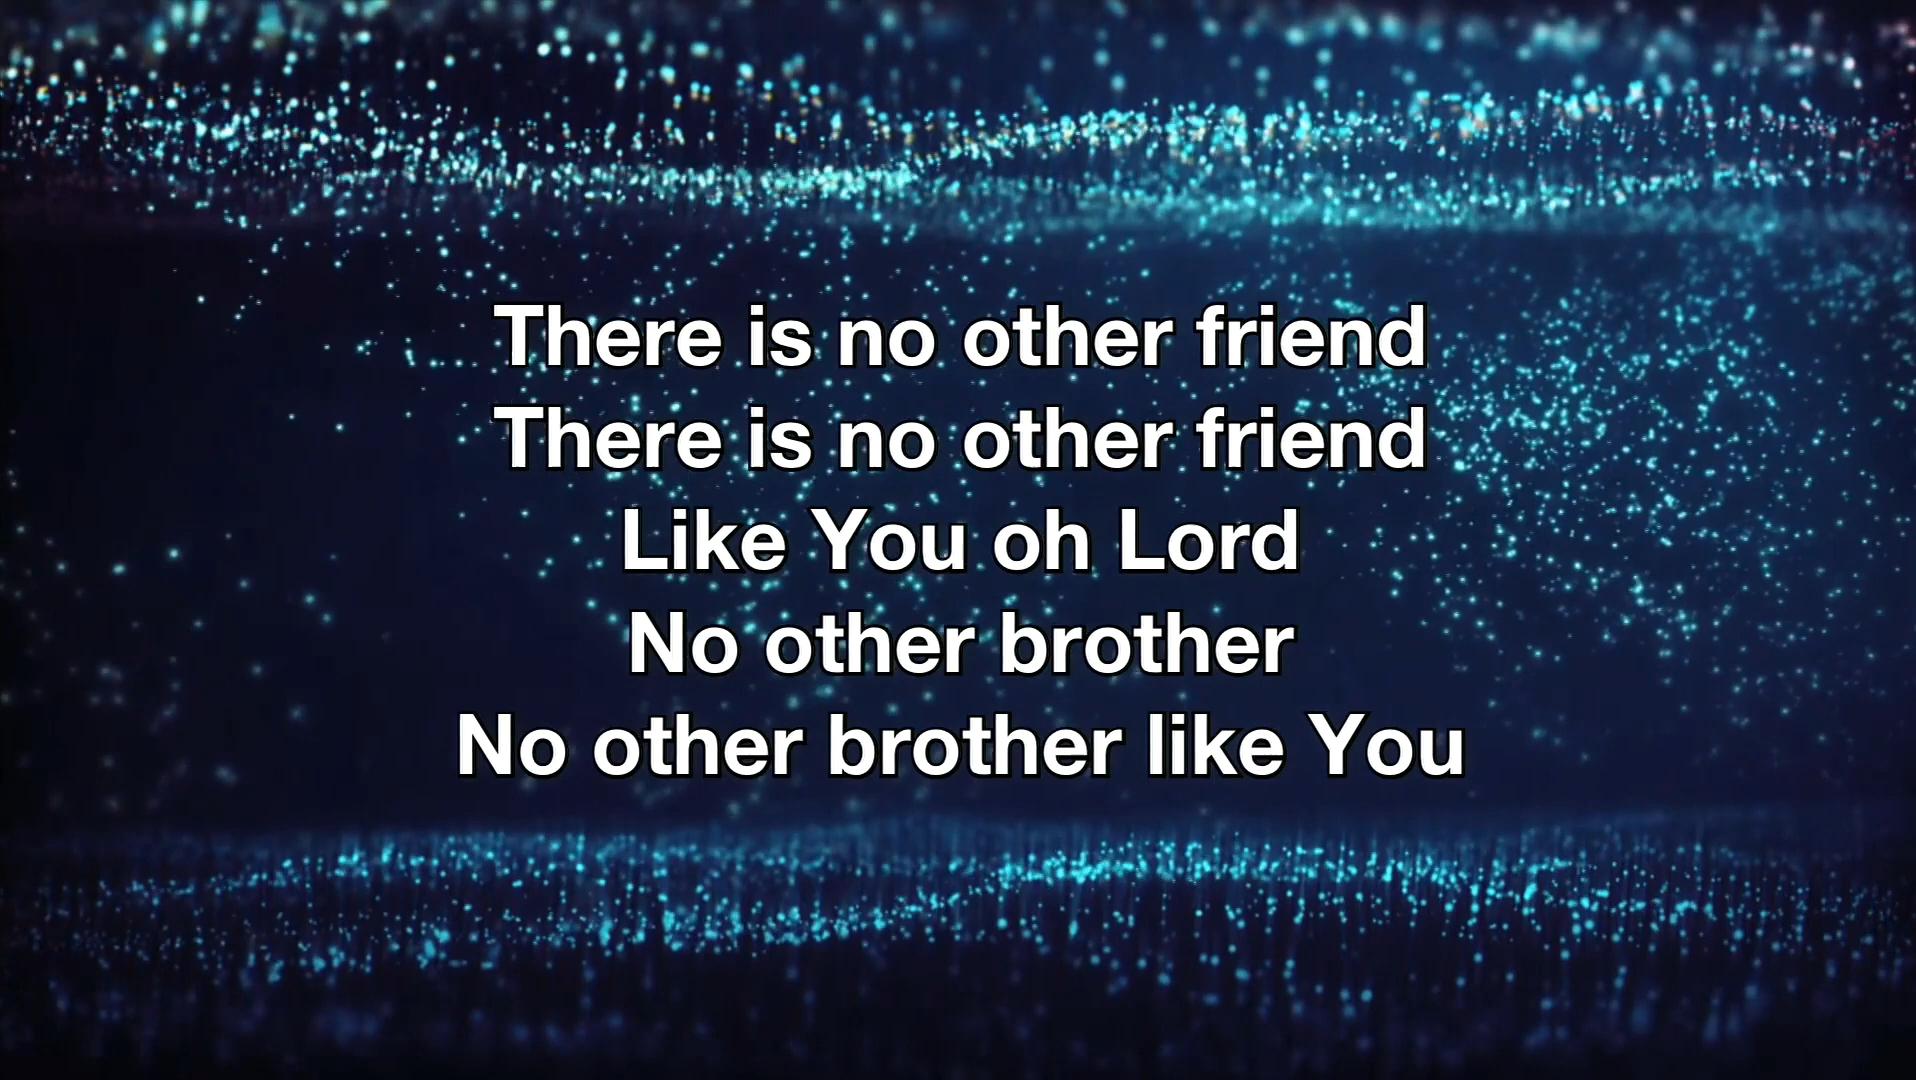 There is no other friend
There is no other friend
Like You oh Lord
No other brother
No other brother like You